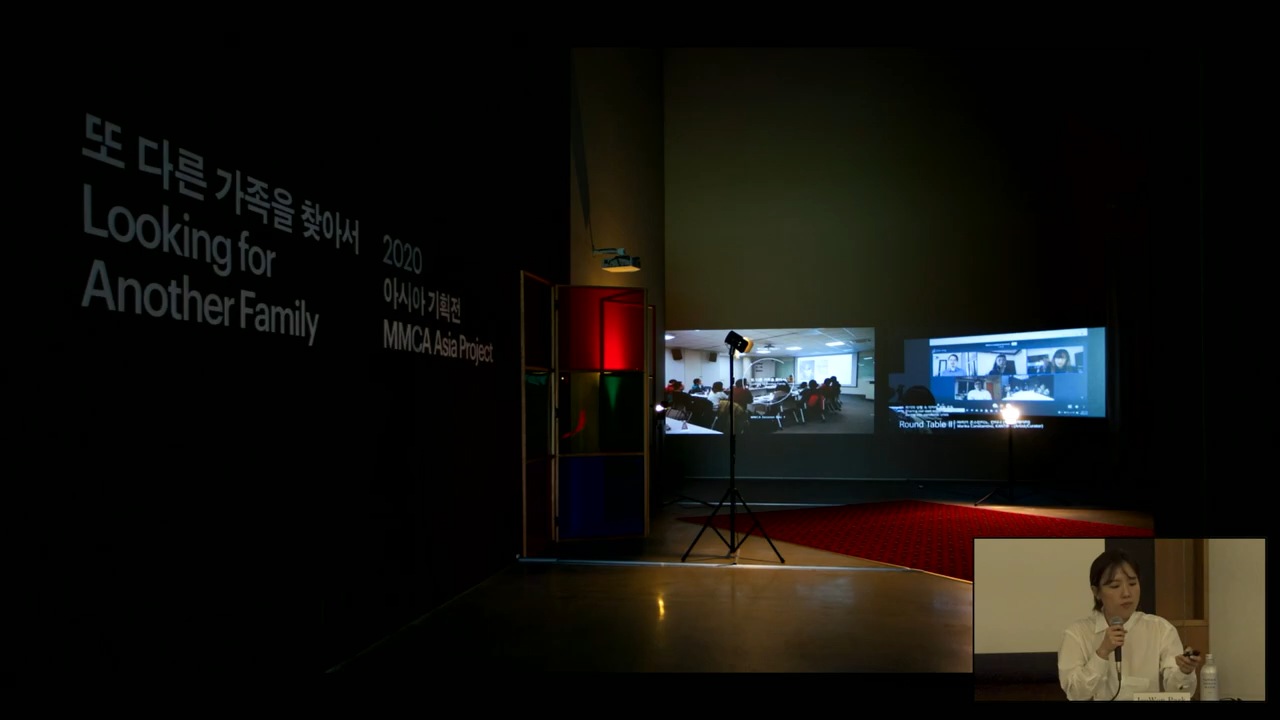 또 다른 가족을 찾아서
Looking for
Another Family
2020
아시아 기획전
MMCA Asia Project
Round Table II